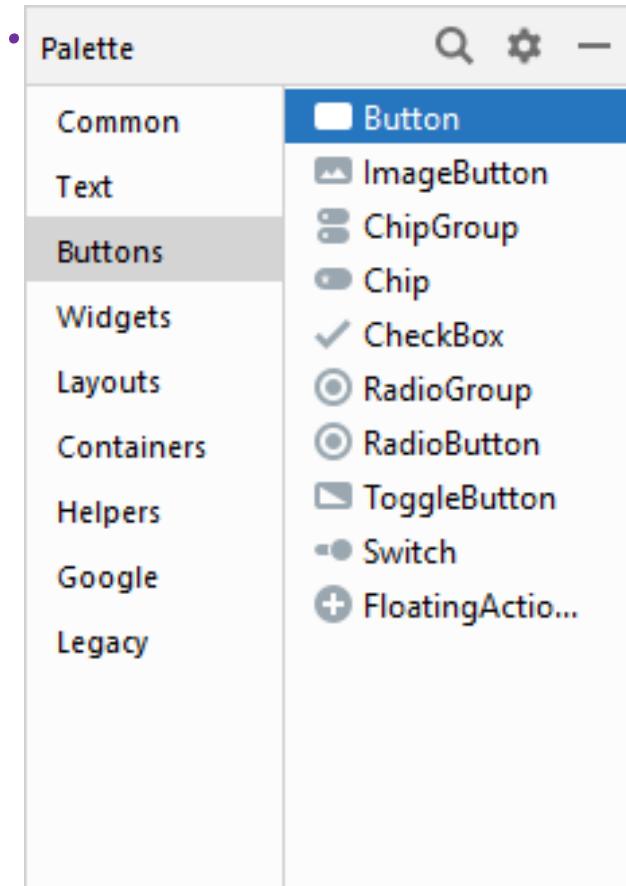 Palette
Common
Text
Buttons
Widgets
Layouts
Containers
Helpers
Google
Legacy
Button
ImageButton
ChipGroup
Chip
CheckBox
RadioGroup
RadioButton
ToggleButton
Switch
FloatingActio...